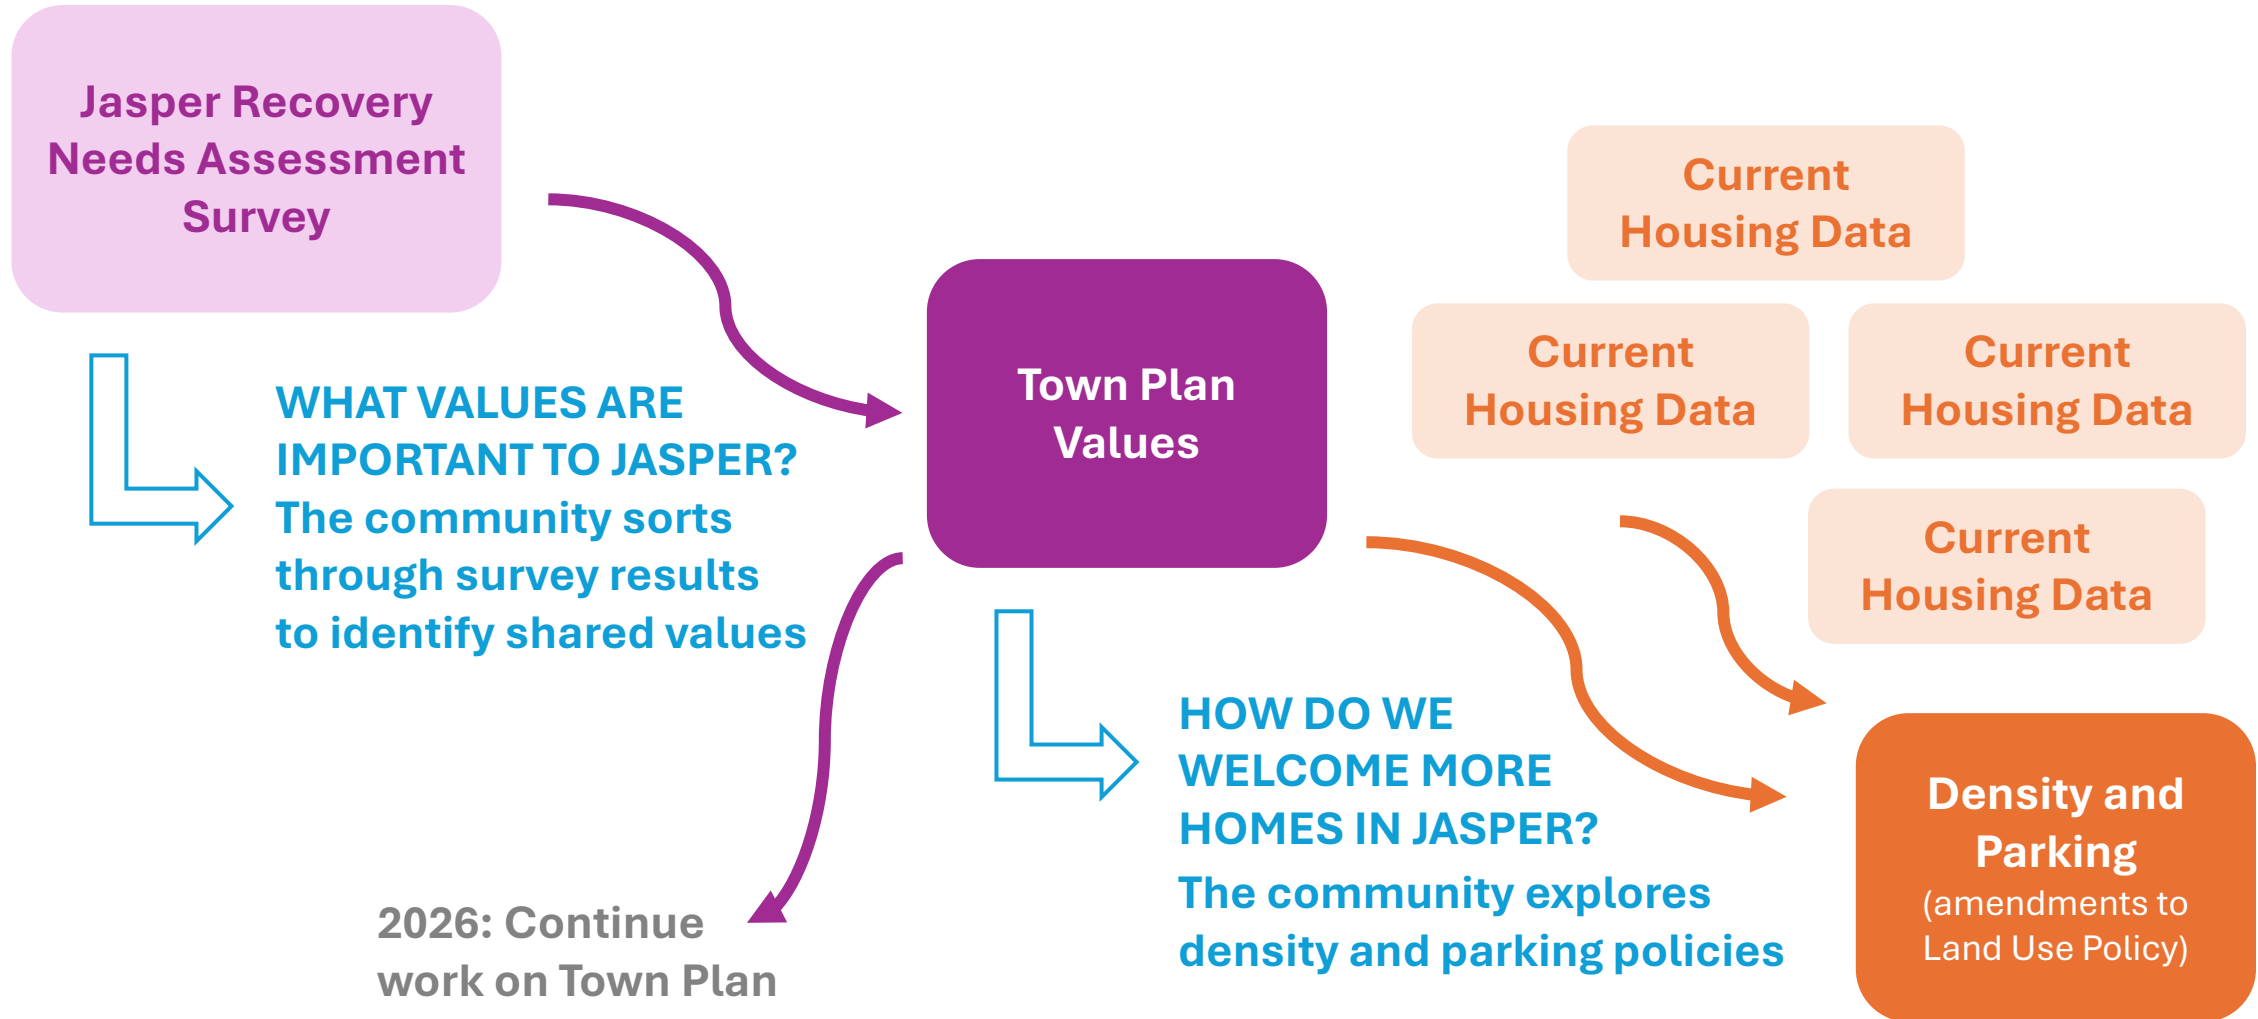 Jasper Recovery
Needs Assessment
Survey
WHAT VALUES ARE
IMPORTANT TO JASPER?
The community sorts
through survey results
to identify shared values
Town Plan
Values
2026: Continue
work on Town Plan
HOW DO WE
WELCOME MORE
HOMES IN JASPER?
The community explores
density and parking policies
Current
Housing Data
Current
Housing Data
Current
Housing Data
Current
Housing Data
Density and
Parking
(amendments to
Land Use Policy)